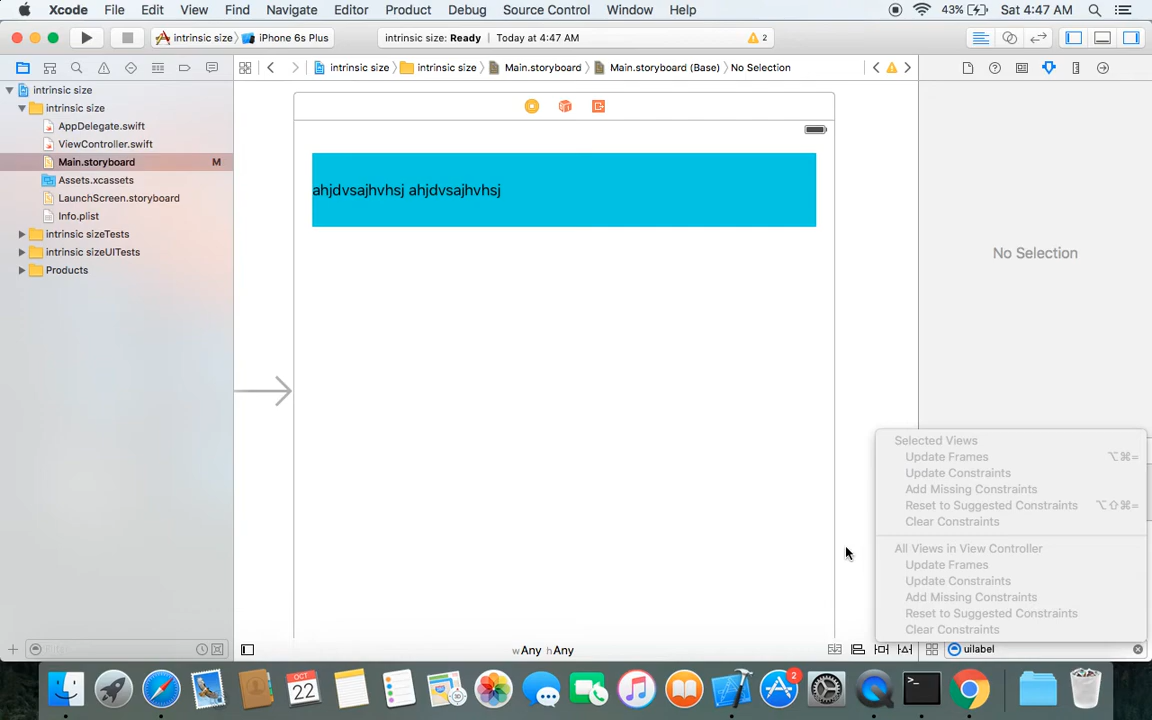 Xcode File Edit View Find Navigate Editor Product Debug Source Control Window Help 43% Sat 4:47 AM
intrinsic size iPhone 6s Plus intrinsic size: Ready Today at 4:47 AM 2
intrinsic size intrinsic size Main.storyboard Main.storyboard (Base) No Selection
intrinsic size
intrinsic size
AppDelegate.swift
ViewController.swift
Main.storyboard M
Assets.xcassets
LaunchScreen.storyboard
Info.plist
intrinsic sizeTests
intrinsic sizeUITests
Products
ahjdvsajhvhsj ahjdvsajhvhsj
No Selection
Selected Views
Update Frames ⌥⌘=
Update Constraints
Add Missing Constraints
Reset to Suggested Constraints ⌥⇧⌘=
Clear Constraints
All Views in View Controller
Update Frames
Update Constraints
Add Missing Constraints
Reset to Suggested Constraints
Clear Constraints
wAny hAny
uilabel
OCT
22
2